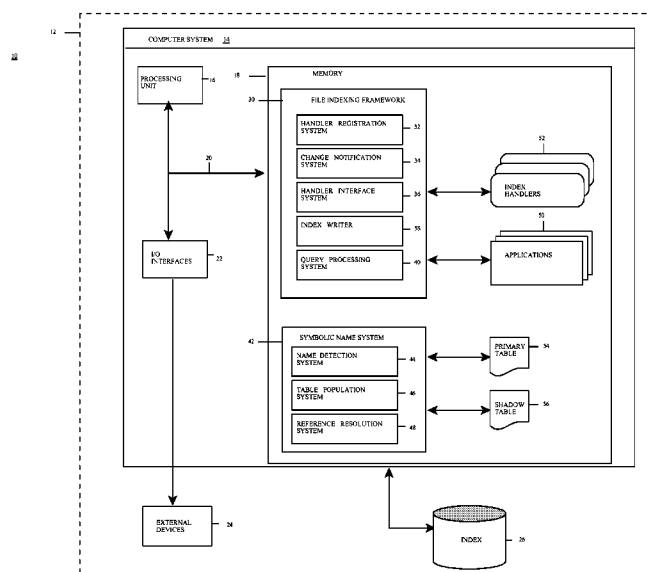 12
10
COMPUTER SYSTEM 14
PROCESSING
UNIT
16
18
MEMORY
30
FILE INDEXING FRAMEWORK
HANDLER REGISTRATION
SYSTEM
32
CHANGE NOTIFICATION
SYSTEM
34
HANDLER INTERFACE
SYSTEM
36
INDEX WRITER
38
QUERY PROCESSING
SYSTEM
40
20
52
INDEX
HANDLERS
50
APPLICATIONS
I/O
INTERFACES
22
42
SYMBOLIC NAME SYSTEM
NAME DETECTION
SYSTEM
44
TABLE POPULATION
SYSTEM
46
REFERENCE RESOLUTION
SYSTEM
48
PRIMARY
TABLE
54
SHADOW
TABLE
56
EXTERNAL
DEVICES
24
INDEX
26